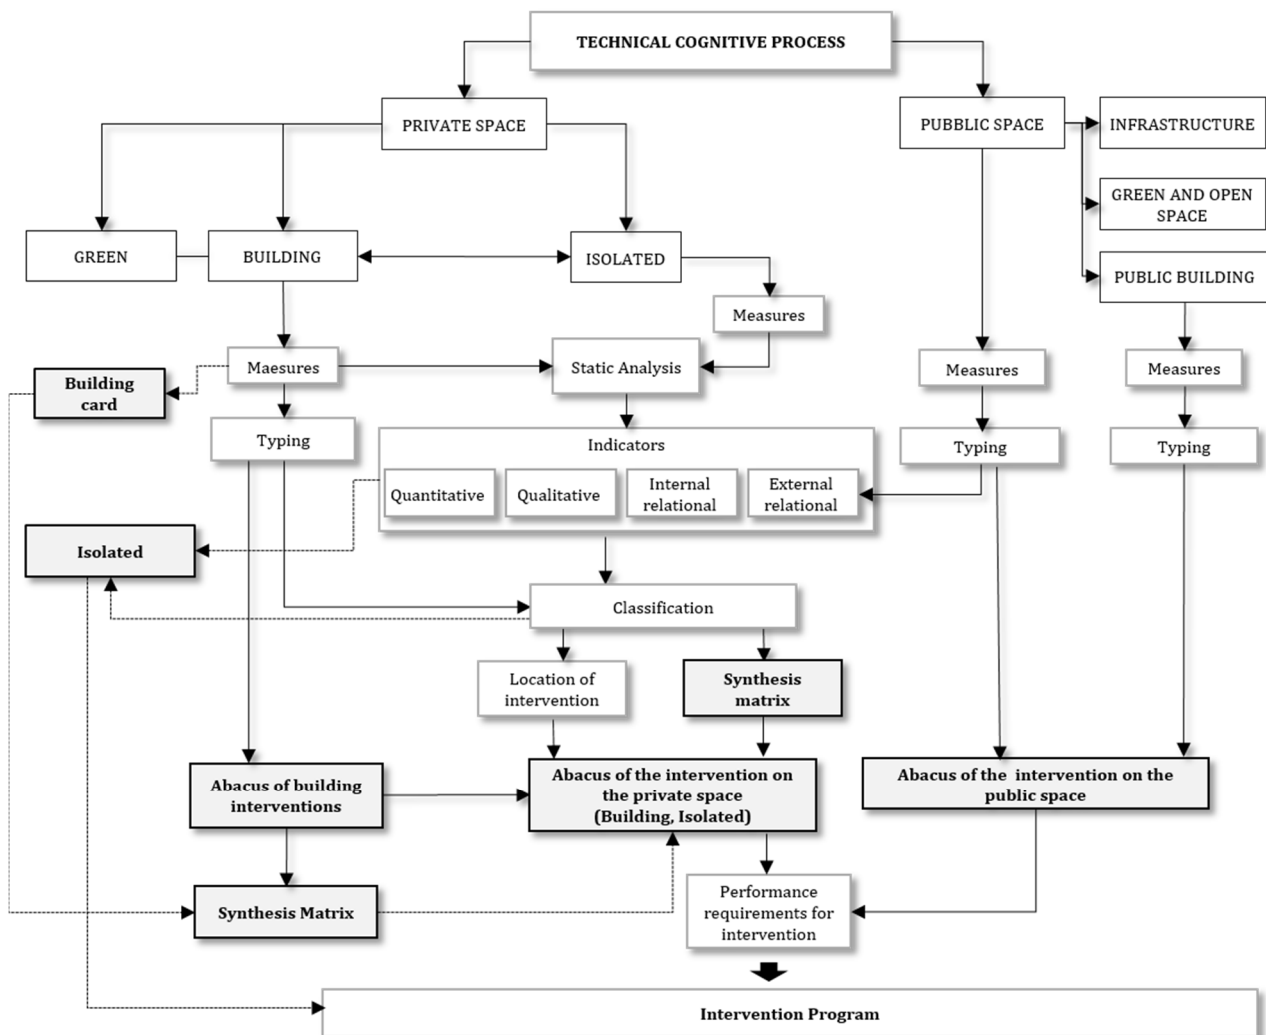 TECHNICAL COGNITIVE PROCESS
PRIVATE SPACE
PUBBLIC SPACE
INFRASTRUCTURE
GREEN AND OPEN
SPACE
GREEN
BUILDING
ISOLATED
PUBLIC BUILDING
Measures
Maesures
Static Analysis
Measures
Measures
Building
card
Typing
Indicators
Typing
Typing
Quantitative
Qualitative
Internal
relational
External
relational
Isolated
Classification
Location of
intervention
Synthesis
matrix
Abacus of building
interventions
Abacus of the intervention on
the private space
(Building, Isolated)
Abacus of the intervention on the
public space
Synthesis Matrix
Performance
requirements for
intervention
Intervention Program